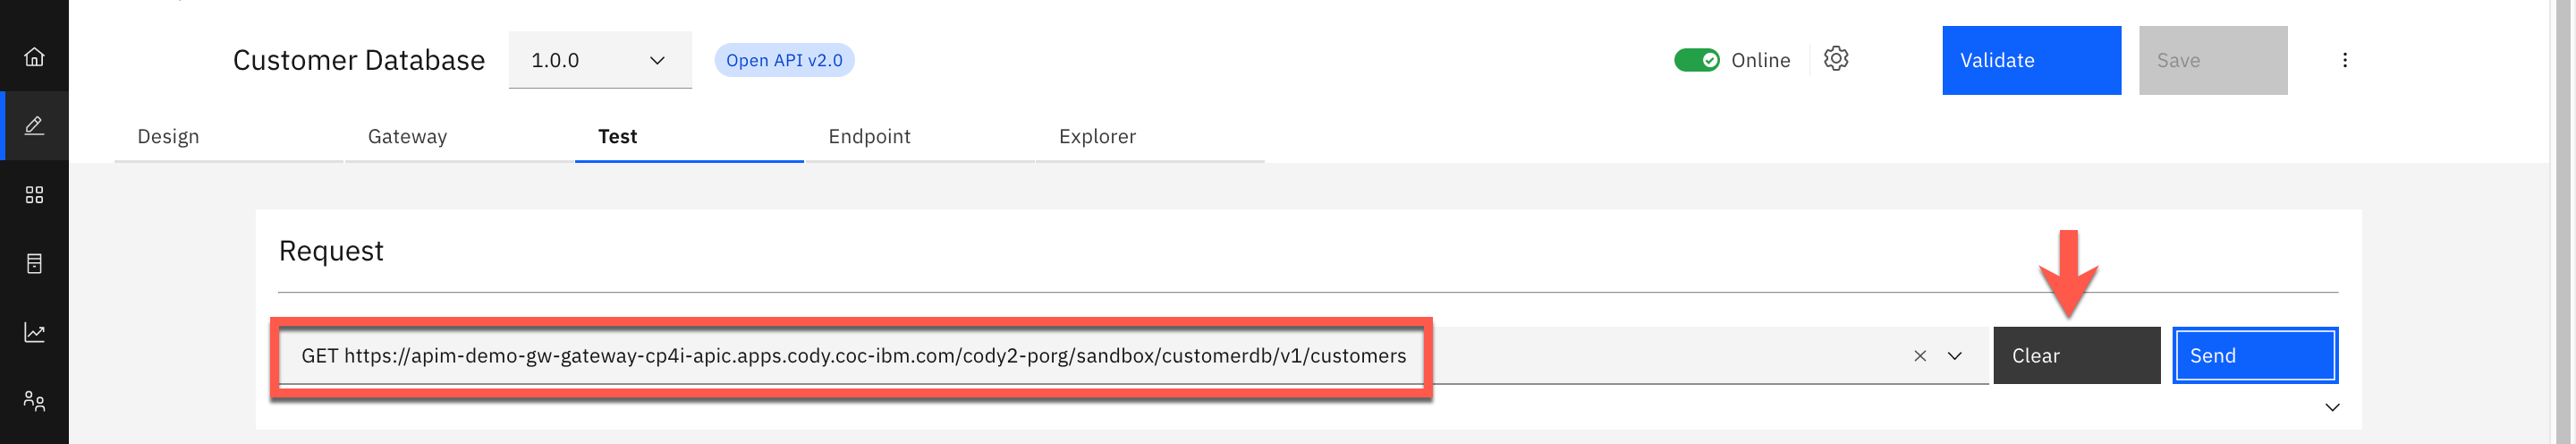 Customer Database 1.0.0 Open API v2.0 Online Validate Save
Design Gateway Test Endpoint Explorer
Request
GET https://apim-demo-gw-gateway-cp4i-apic.apps.cody.coc-ibm.com/cody2-porg/sandbox/customerdb/v1/customers Clear Send